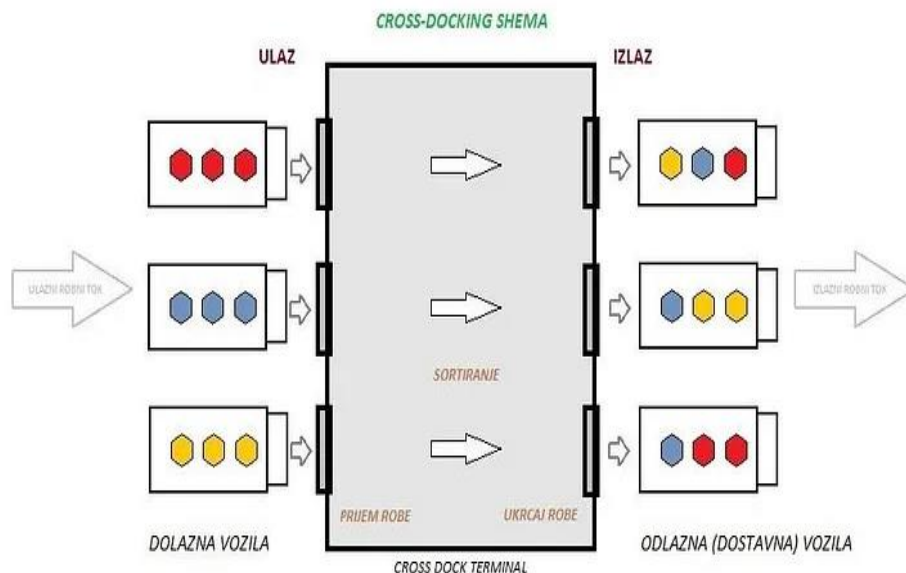 CROSS-DOCKING SHEMA
ULAZ
IZLAZ
ULAZNI ROBNI TOK
IZLAZNI ROBNI TOK
SORTIRANJE
PRIJEM ROBE
UKRCAJ ROBE
DOLAZNA VOZILA
ODLAZNA (DOSTAVNA) VOZILA
CROSS DOCK TERMINAL